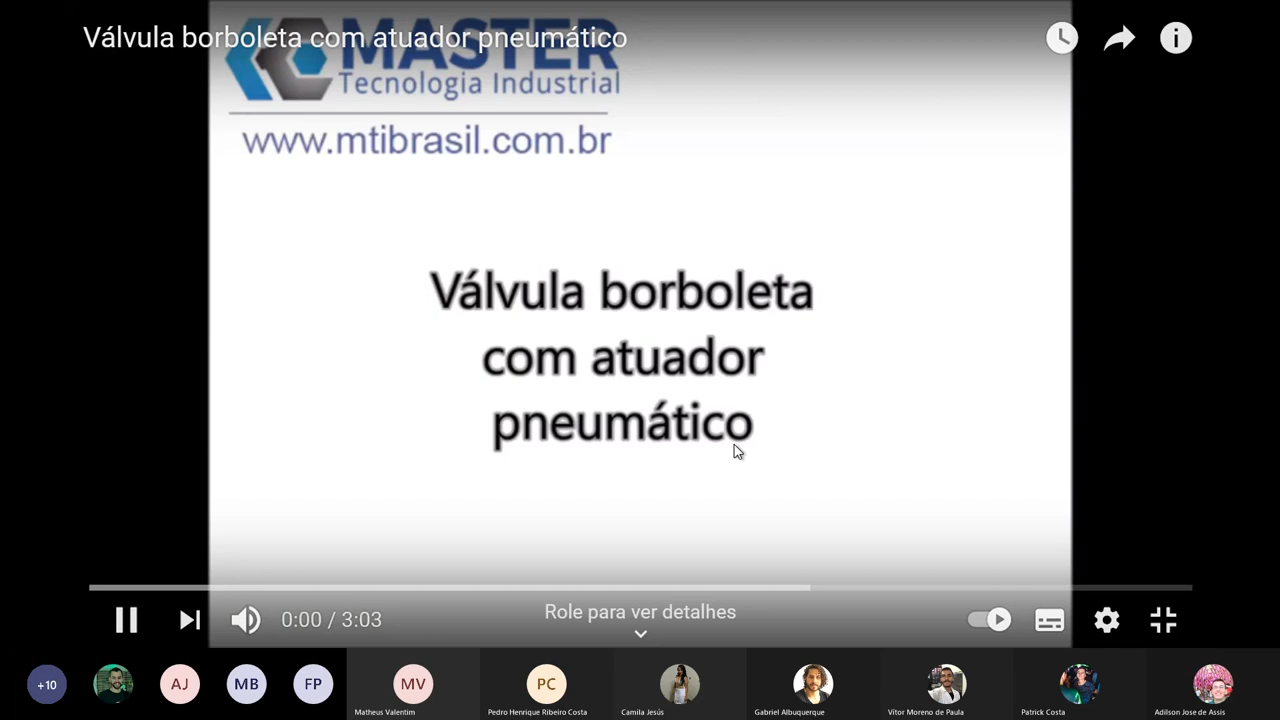 Válvula borboleta com atuador pneumático
MASTER
Tecnologia Industrial
www.mtibrasil.com.br
Válvula borboleta
com atuador
pneumático
0:00 / 3:03
Role para ver detalhes
+10
AJ
MB
FP
MV
PC
Matheus Valentim
Pedro Henrique Ribeiro Costa
Camila Jesús
Gabriel Albuquerque
Vítor Moreno de Paula
Patrick Costa
Adilson Jose de Assis